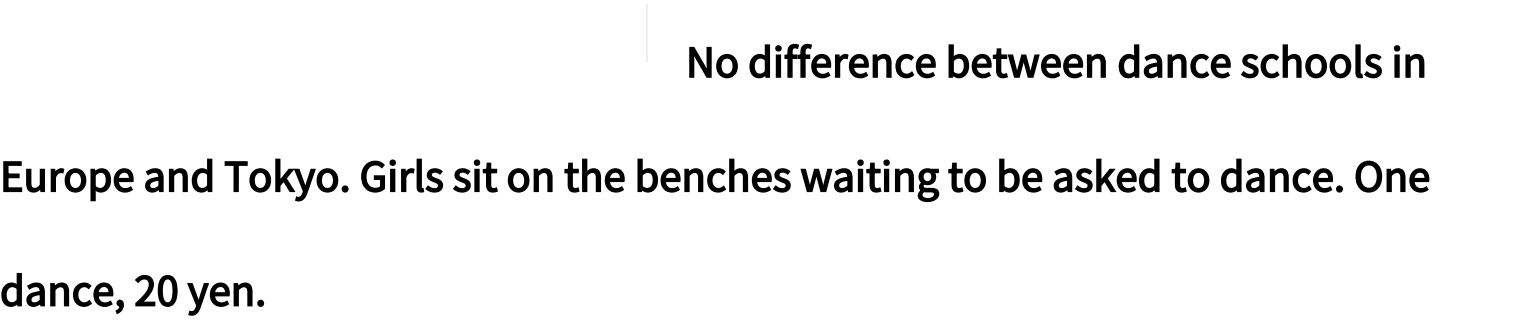 No difference between dance schools in
Europe and Tokyo. Girls sit on the benches waiting to be asked to dance. One
dance, 20 yen.